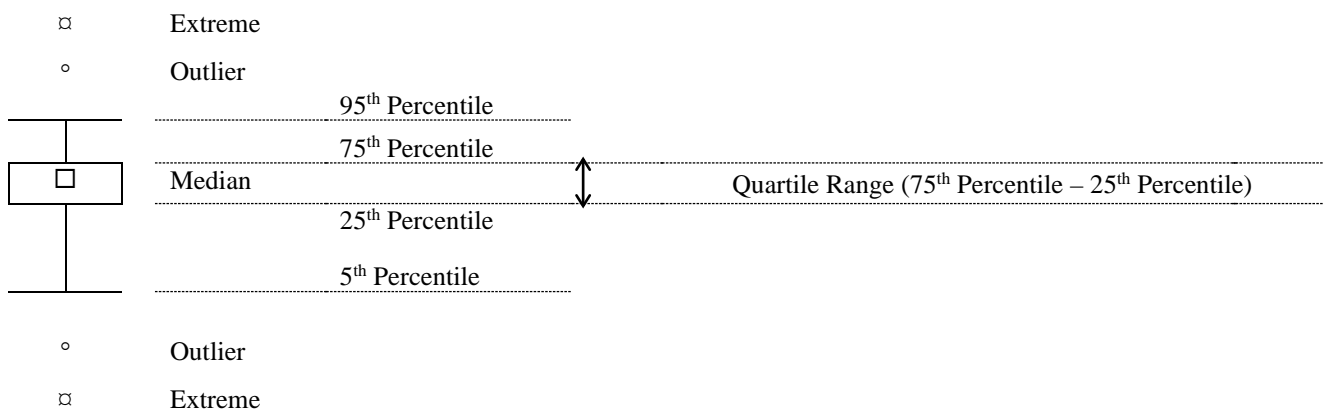 ¤ Extreme
° Outlier
95th Percentile
75th Percentile
Median
Quartile Range (75th Percentile – 25th Percentile)
25th Percentile
5th Percentile
° Outlier
¤ Extreme